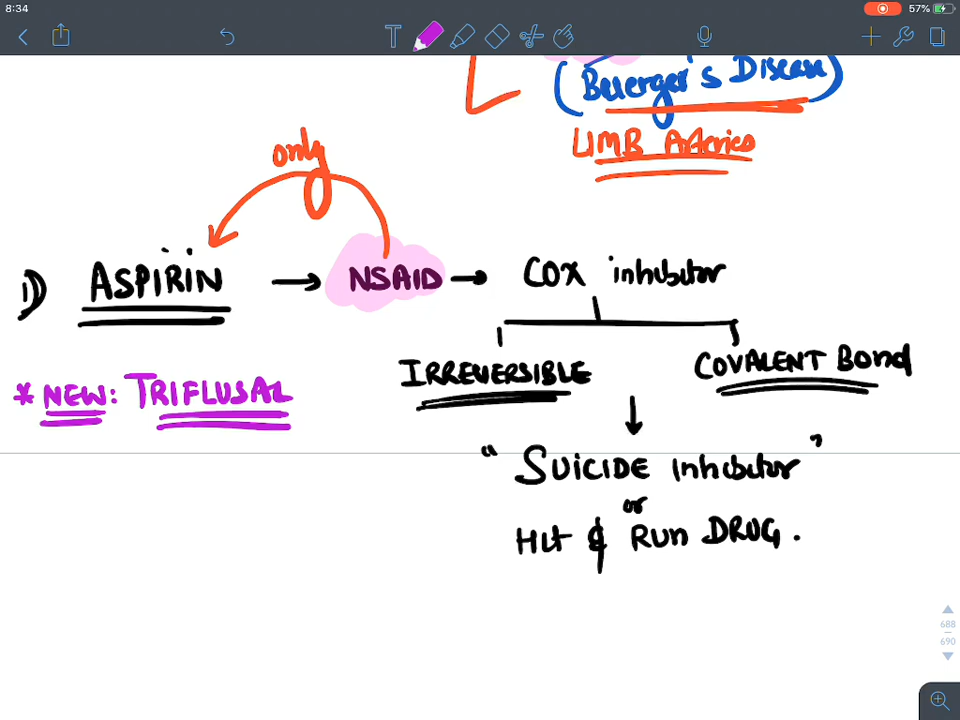 8:34
57%
T
(Buerger's Disease)
LIMB Arteries
only
1) ASPIRIN → NSAID → COX inhibitor
IRREVERSIBLE COVALENT Bond
* NEW: TRIFLUSAL
"SUICIDE inhibitor"
or
Hit & Run DRUG.
688
690